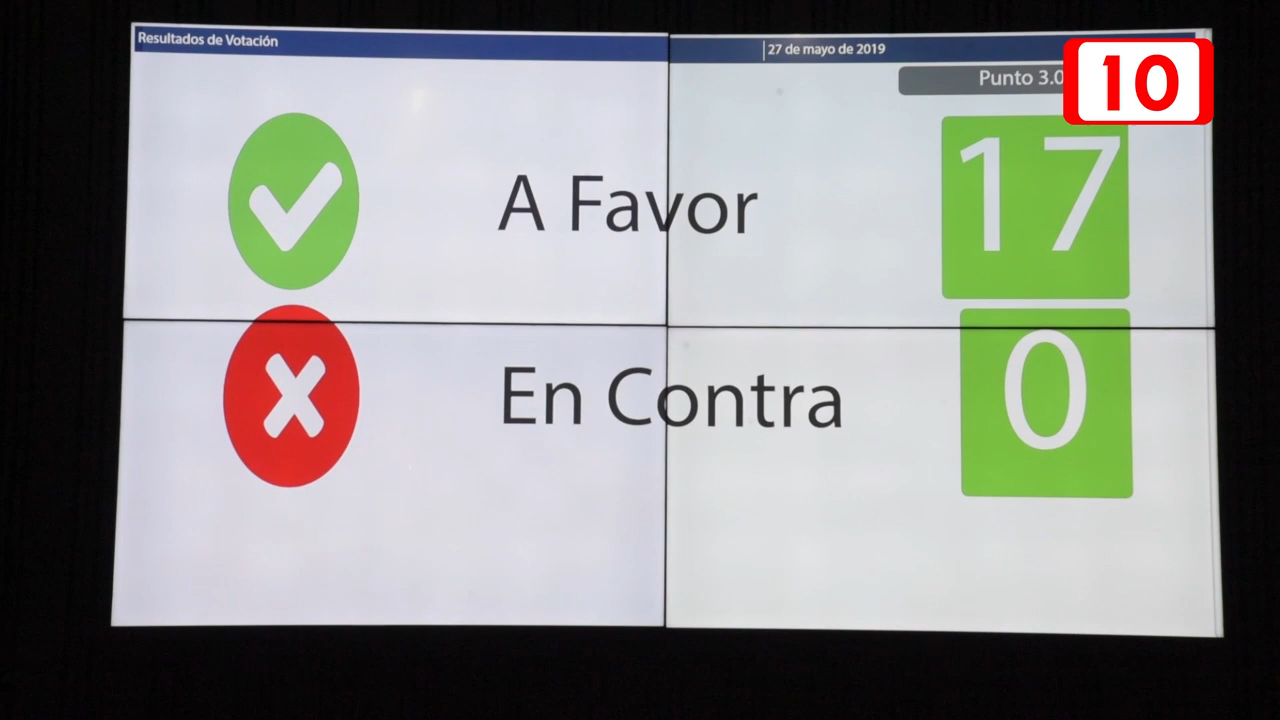 Resultados de Votación
27 de mayo de 2019
Punto 3.0
10
A Favor
17
En Contra
0